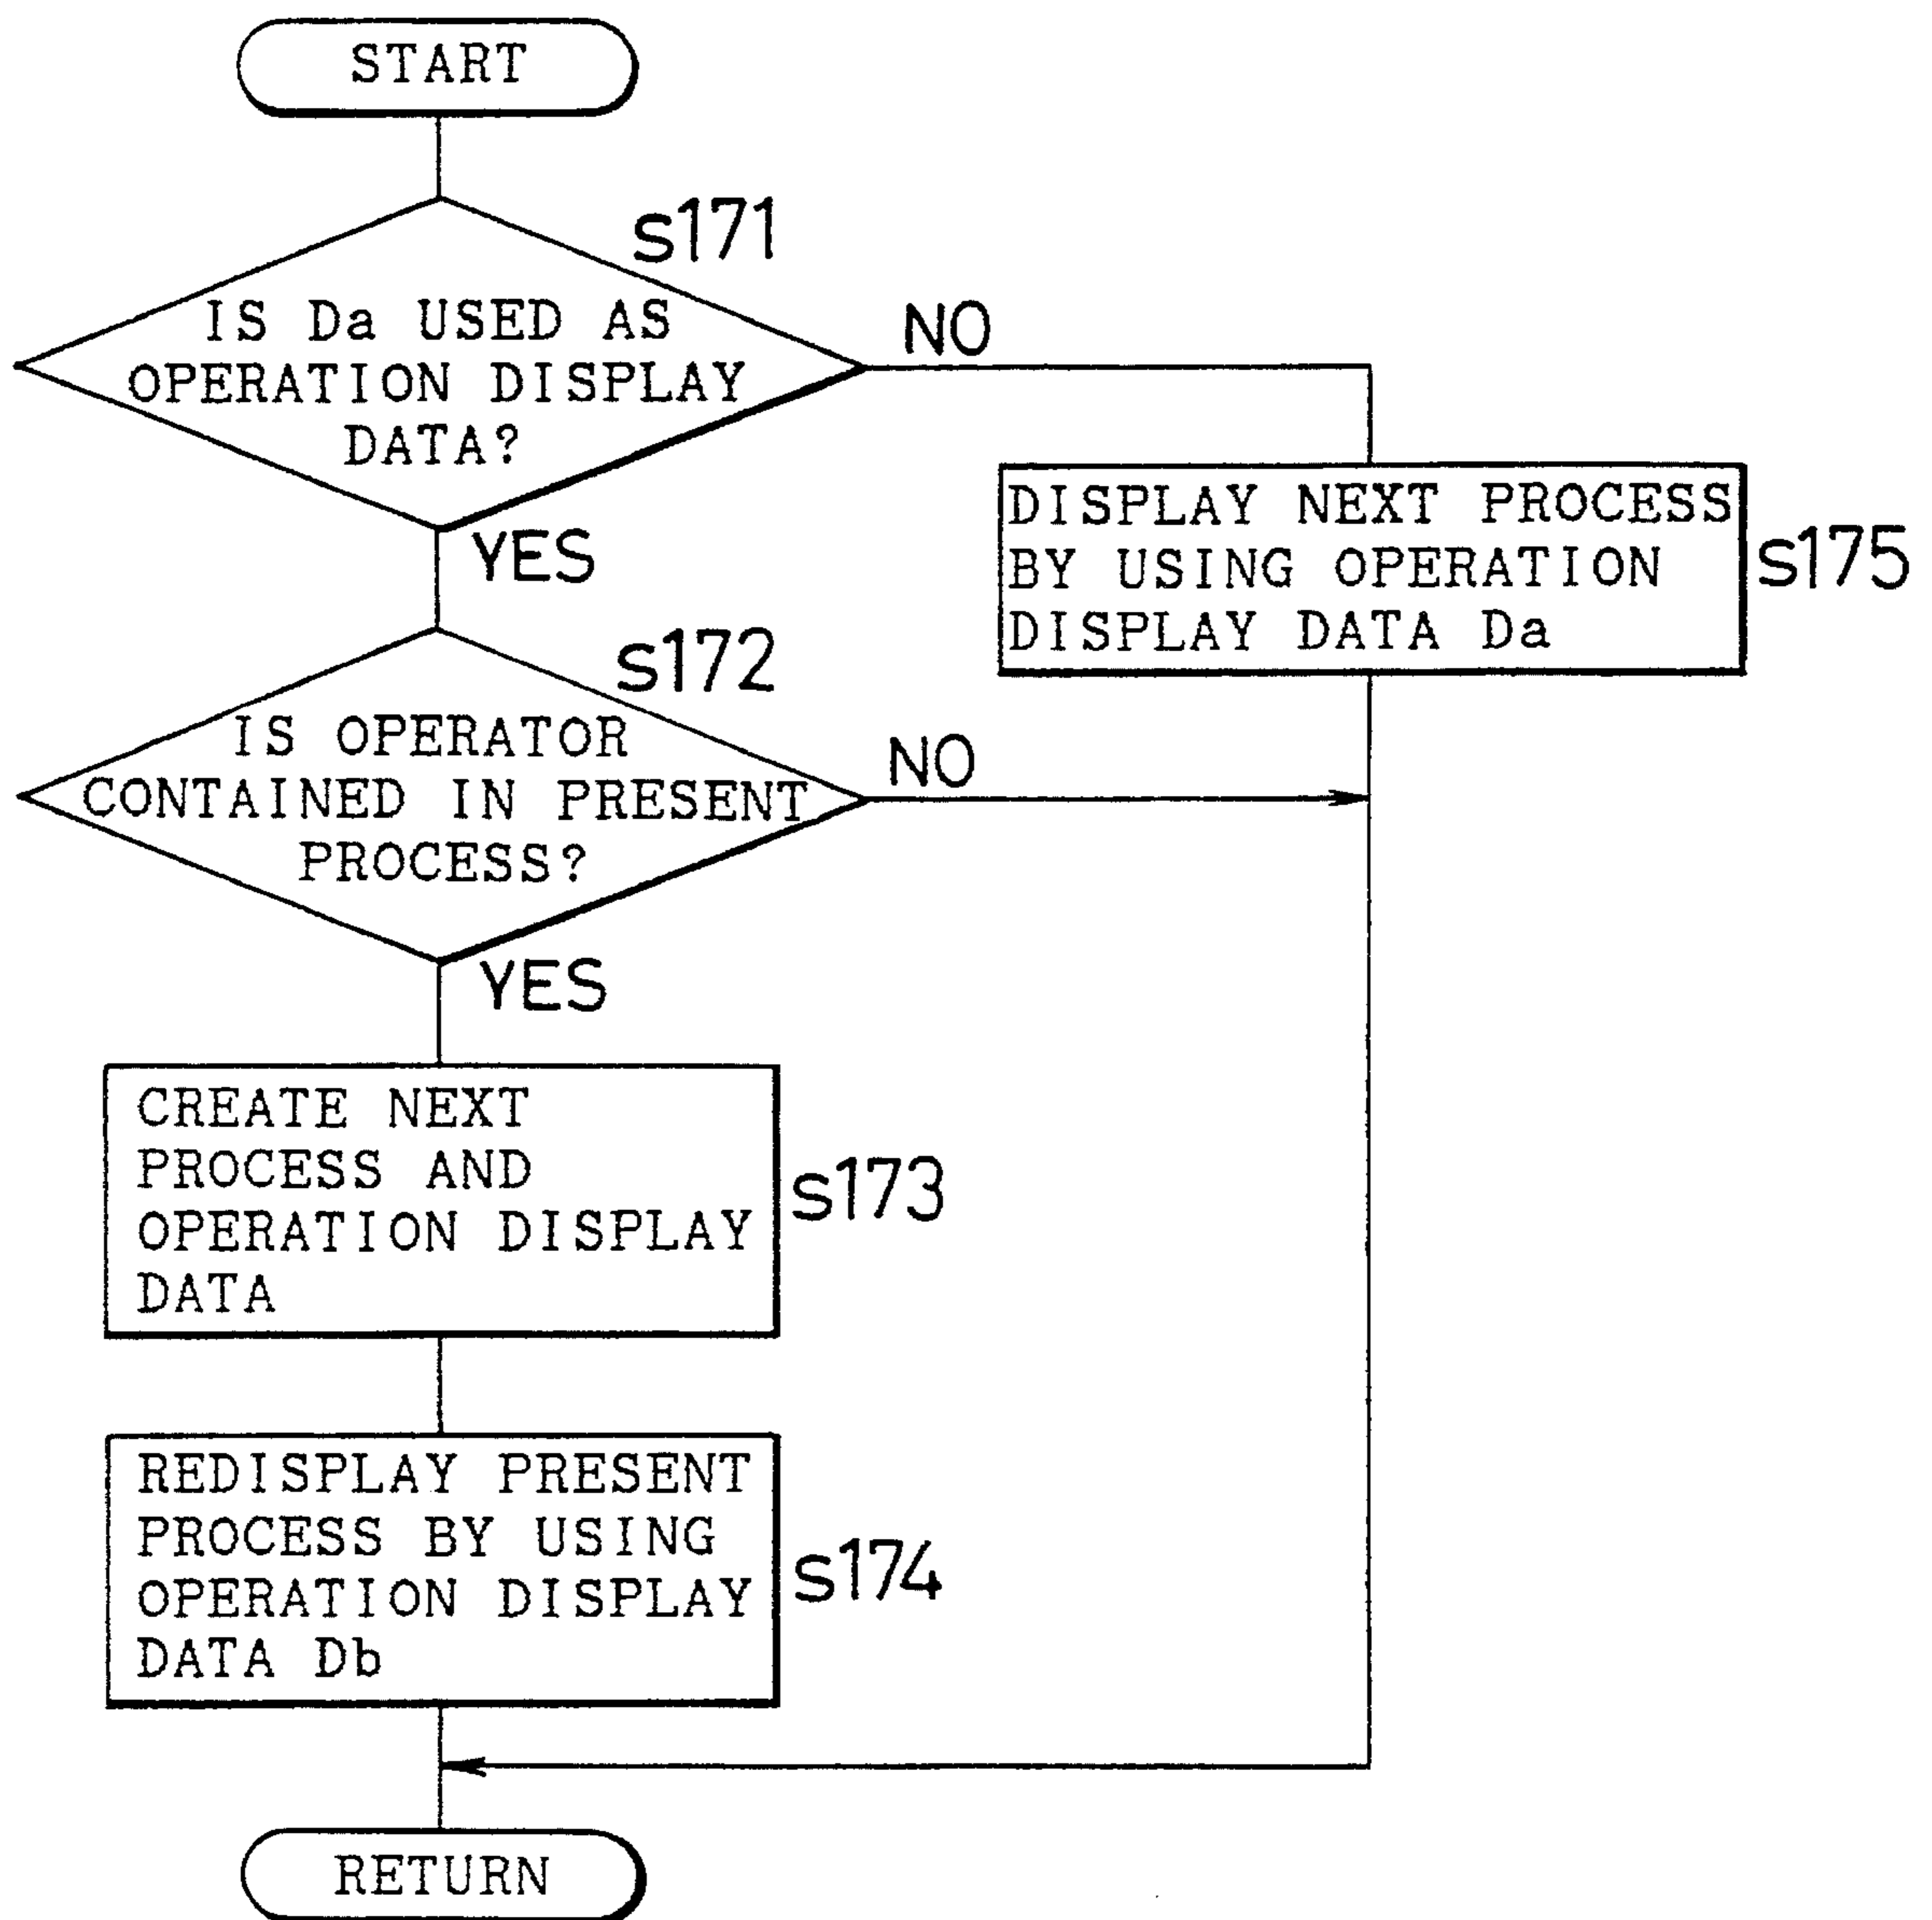 START
S171
IS Da USED AS
OPERATION DISPLAY
DATA?
NO
YES
DISPLAY NEXT PROCESS
BY USING OPERATION
DISPLAY DATA Da
S175
S172
IS OPERATOR
CONTAINED IN PRESENT
PROCESS?
NO
YES
CREATE NEXT
PROCESS AND
OPERATION DISPLAY
DATA
S173
REDISPLAY PRESENT
PROCESS BY USING
OPERATION DISPLAY
DATA Db
S174
RETURN